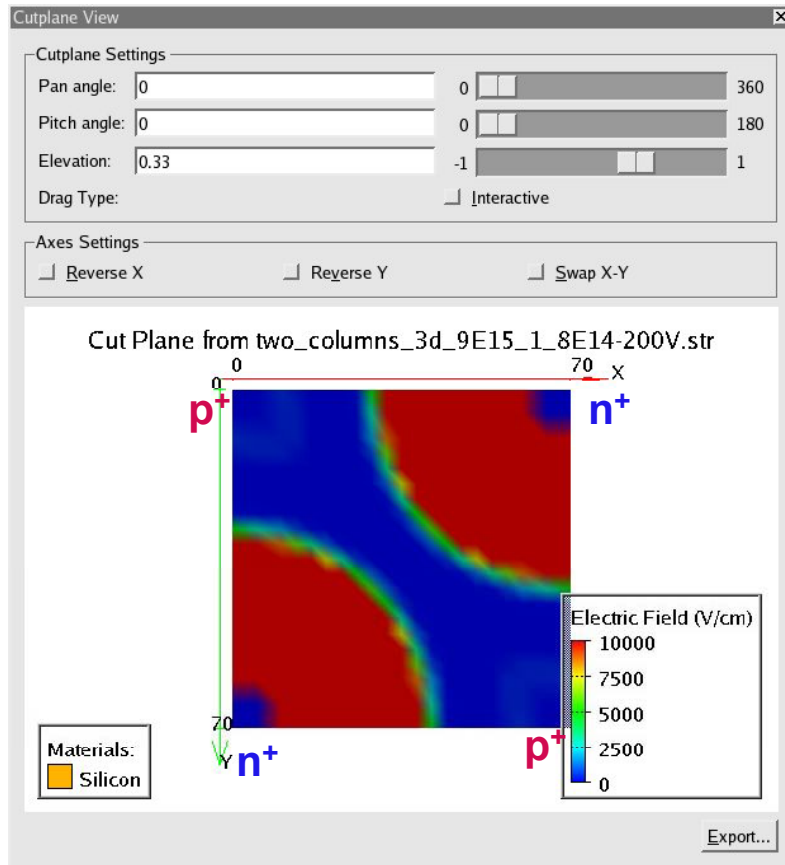 Cutplane View
Cutplane Settings
Pan angle: 0 0 360
Pitch angle: 0 0 180
Elevation: 0.33 -1 1
Drag Type: Interactive
Axes Settings
Reverse X Reverse Y Swap X-Y
Cut Plane from two_columns_3d_9E15_1_8E14-200V.str
0 70 X
0
p+ n+
Electric Field (V/cm)
10000
7500
5000
2500
0
70
Y n+ p+
Materials:
Silicon
Export...